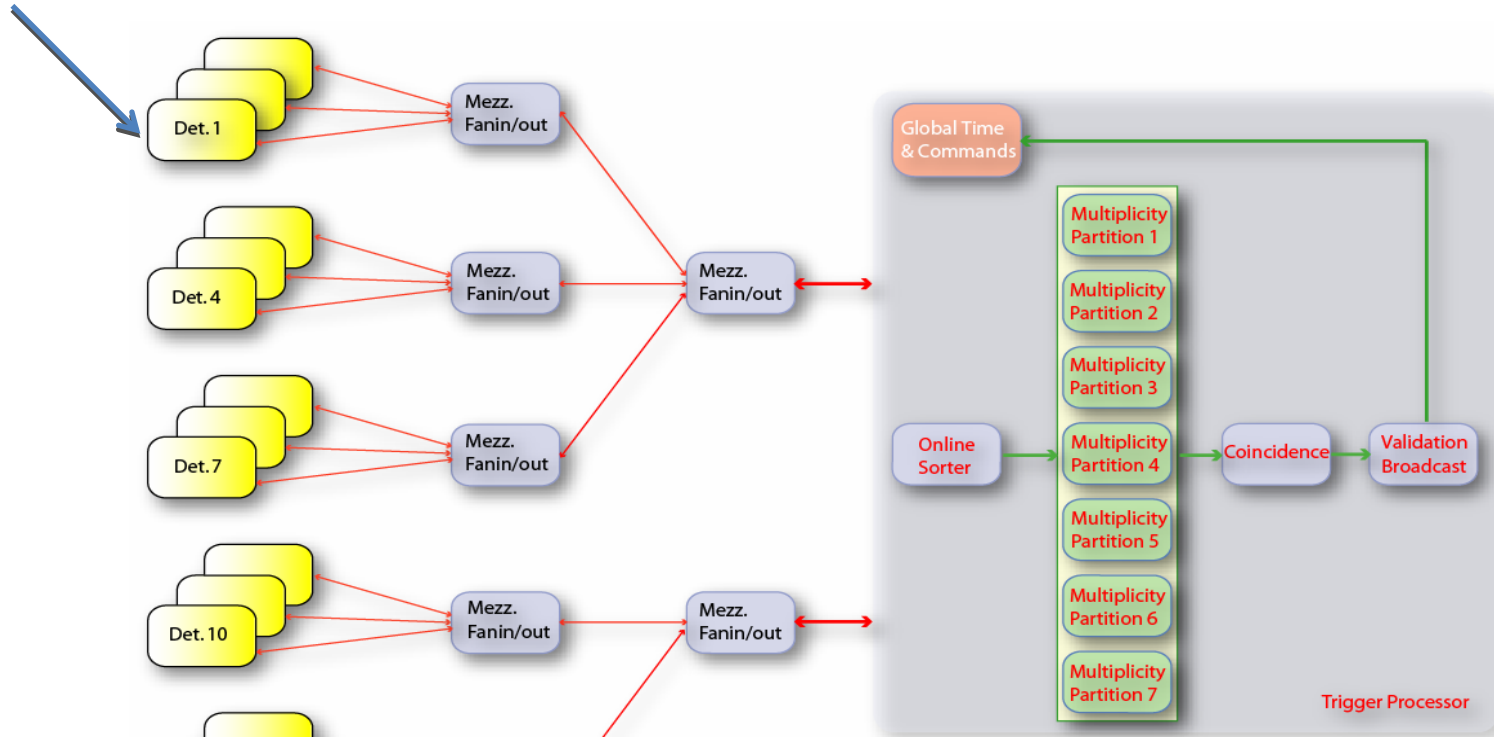 Det. 1
Mezz.
Fanin/out
Det. 4
Mezz.
Fanin/out
Det. 7
Mezz.
Fanin/out
Det. 10
Mezz.
Fanin/out
Mezz.
Fanin/out
Mezz.
Fanin/out
Global Time
& Commands
Multiplicity
Partition 1
Multiplicity
Partition 2
Multiplicity
Partition 3
Online
Sorter
Multiplicity
Partition 4
Multiplicity
Partition 5
Multiplicity
Partition 6
Multiplicity
Partition 7
Coincidence
Validation
Broadcast
Trigger Processor